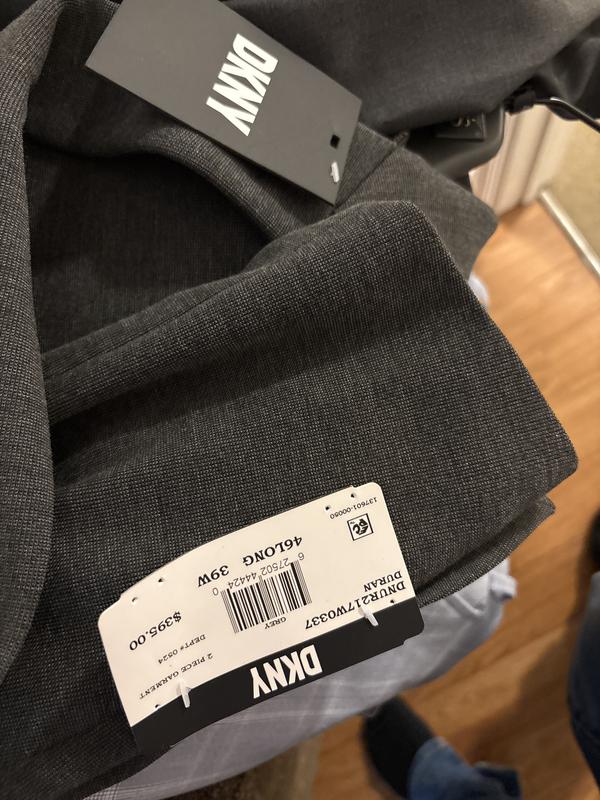 DKNY
DKNY
DNUR217W0337
DURAN
2 PIECE GARMENT
DEPT# 0524
GREY
6 27502 44424 0
$395.00
46LONG 39W
137601-00050